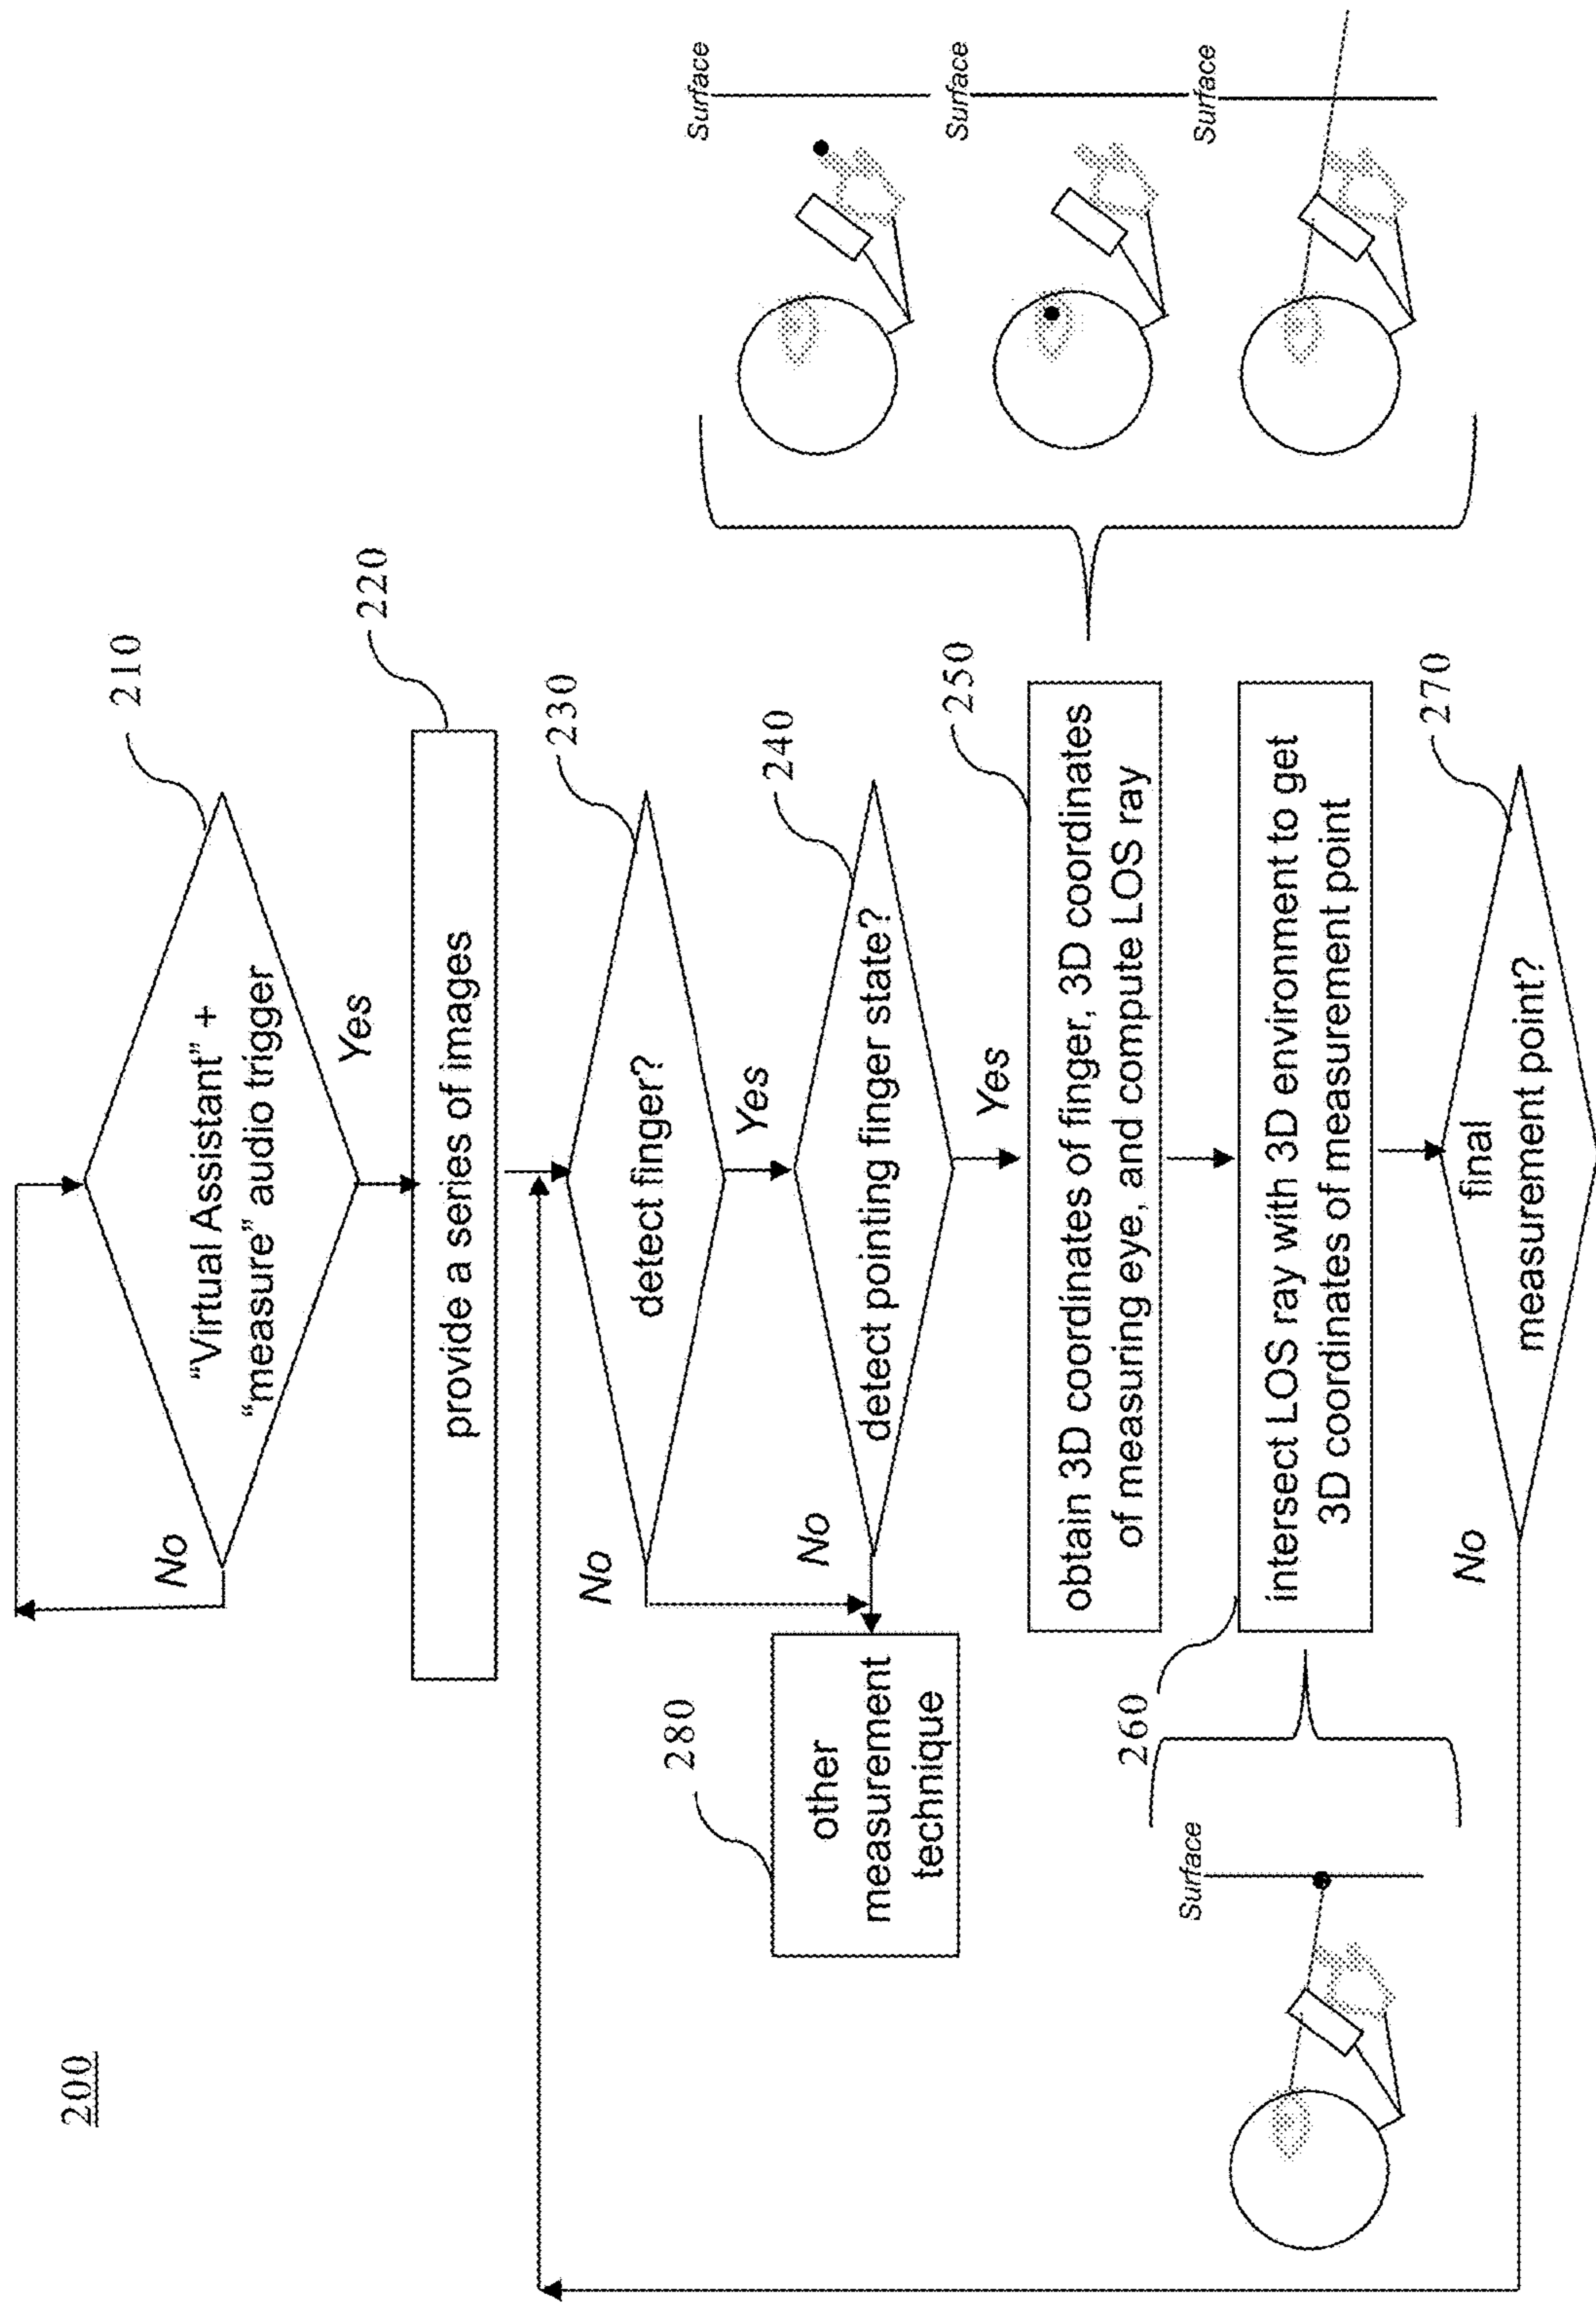 200
210
"Virtual Assistant" +
"measure" audio trigger
No
Yes
220
provide a series of images
230
detect finger?
No
Yes
240
detect pointing finger state?
No
Yes
280
other
measurement
technique
250
obtain 3D coordinates of finger, 3D coordinates
of measuring eye, and compute LOS ray
Surface
Surface
Surface
260
intersect LOS ray with 3D environment to get
3D coordinates of measurement point
Surface
270
final
measurement point?
No